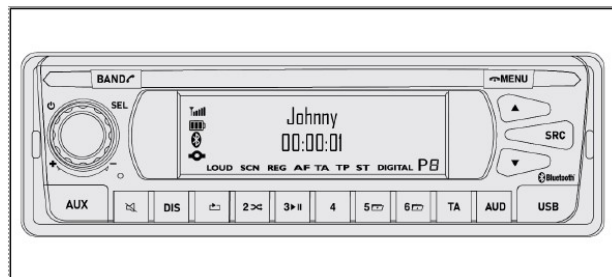 BAND MENU
SEL
Johnny
00:00:01
SRC
LOUD SCN REG AF TA TP ST DIGITAL P8
Bluetooth
AUX DIS 2 3 4 5 6 TA AUD USB